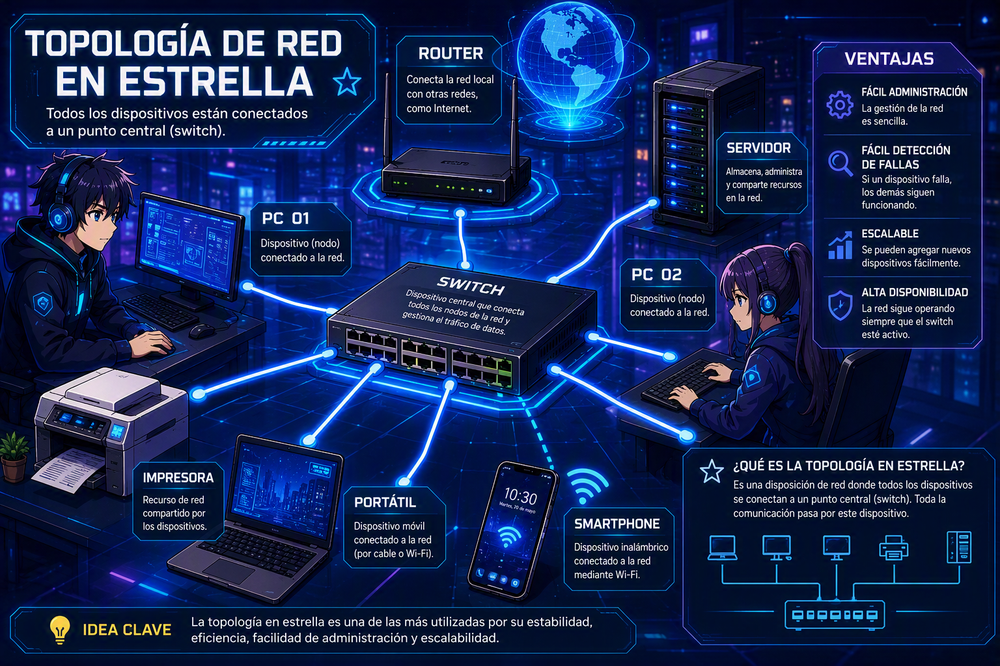 TOPOLOGÍA DE RED
EN ESTRELLA
Todos los dispositivos están conectados
a un punto central (switch).
ROUTER
Conecta la red local
con otras redes,
como Internet.
SERVIDOR
Almacena, administra
y comparte recursos
en la red.
VENTAJAS
FÁCIL ADMINISTRACIÓN
La gestión de la red
es sencilla.
FÁCIL DETECCIÓN
DE FALLAS
Si un dispositivo falla,
los demás siguen
funcionando.
ESCALABLE
Se pueden agregar nuevos
dispositivos fácilmente.
ALTA DISPONIBILIDAD
La red sigue operando
siempre que el switch
esté activo.
PC 01
Dispositivo (nodo)
conectado a la red.
SWITCH
Dispositivo central que conecta
todos los nodos de la red y
gestiona el tráfico de datos.
PC 02
Dispositivo (nodo)
conectado a la red.
IMPRESORA
Recurso de red
compartido por
los dispositivos.
PORTÁTIL
Dispositivo móvil
conectado a la red
(por cable o Wi-Fi).
10:30
Martes, 20 de mayo
SMARTPHONE
Dispositivo inalámbrico
conectado a la red
mediante Wi-Fi.
¿QUÉ ES LA TOPOLOGÍA EN ESTRELLA?
Es una disposición de red donde todos los dispositivos
se conectan a un punto central (switch). Toda la
comunicación pasa por este dispositivo.
IDEA CLAVE
La topología en estrella es una de las más utilizadas por su estabilidad,
eficiencia, facilidad de administración y escalabilidad.